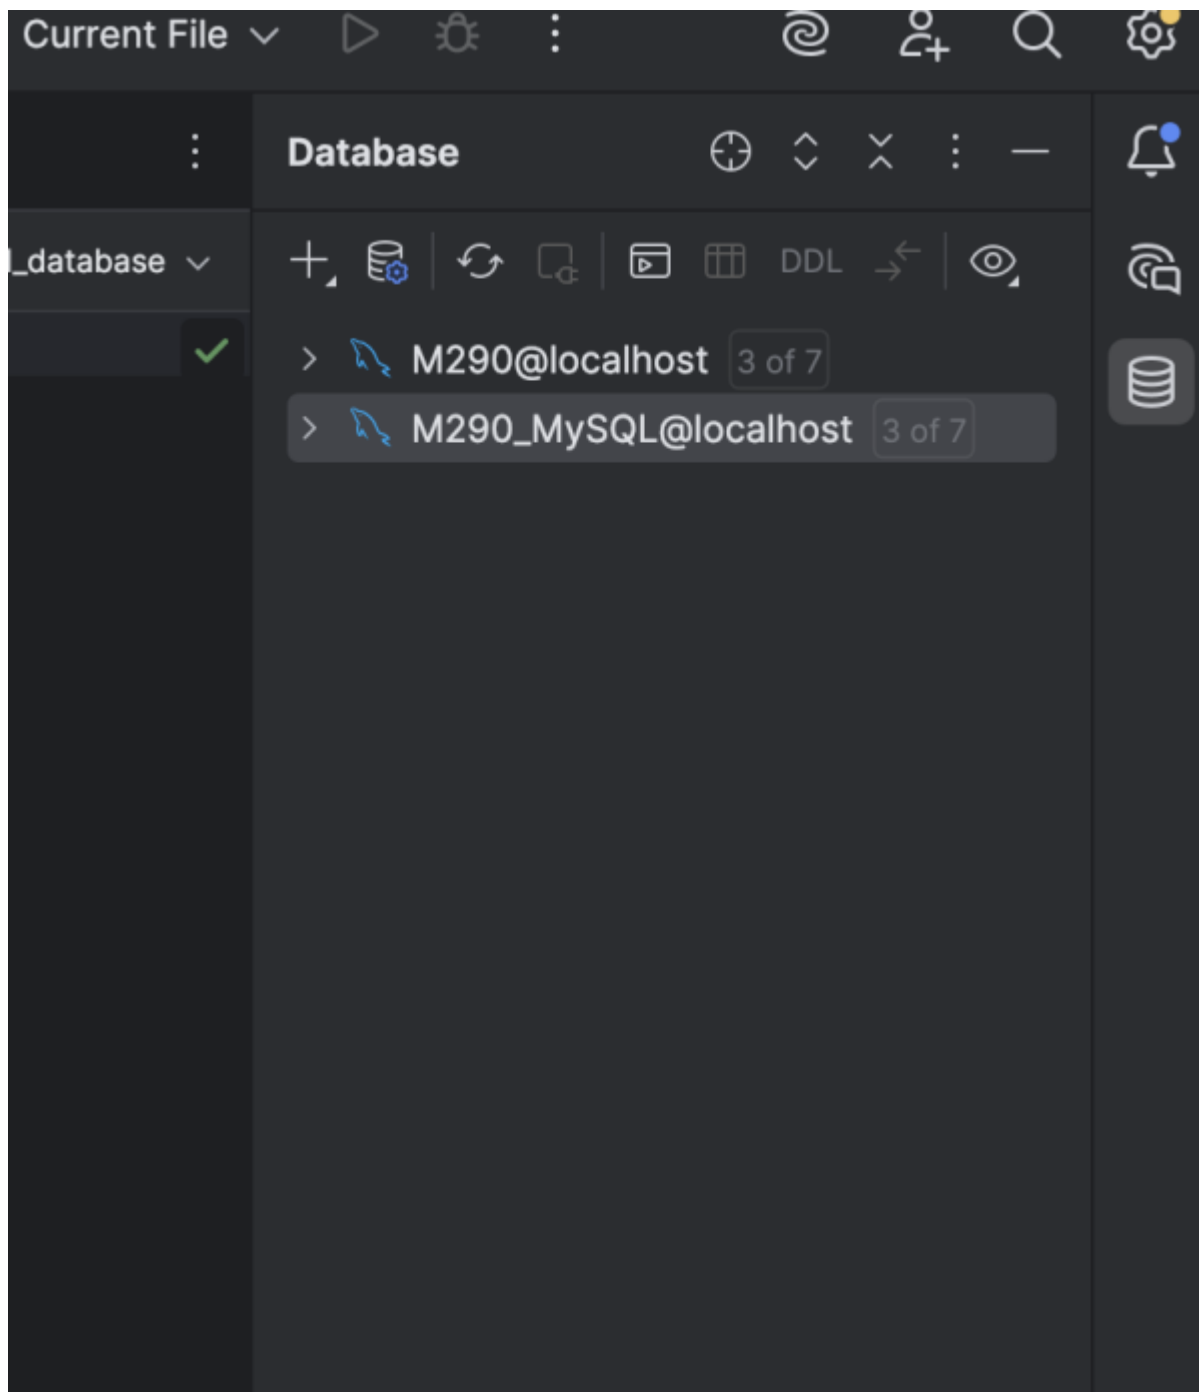 Current File
Database
_database
DDL
M290@localhost 3 of 7
M290_MySQL@localhost 3 of 7